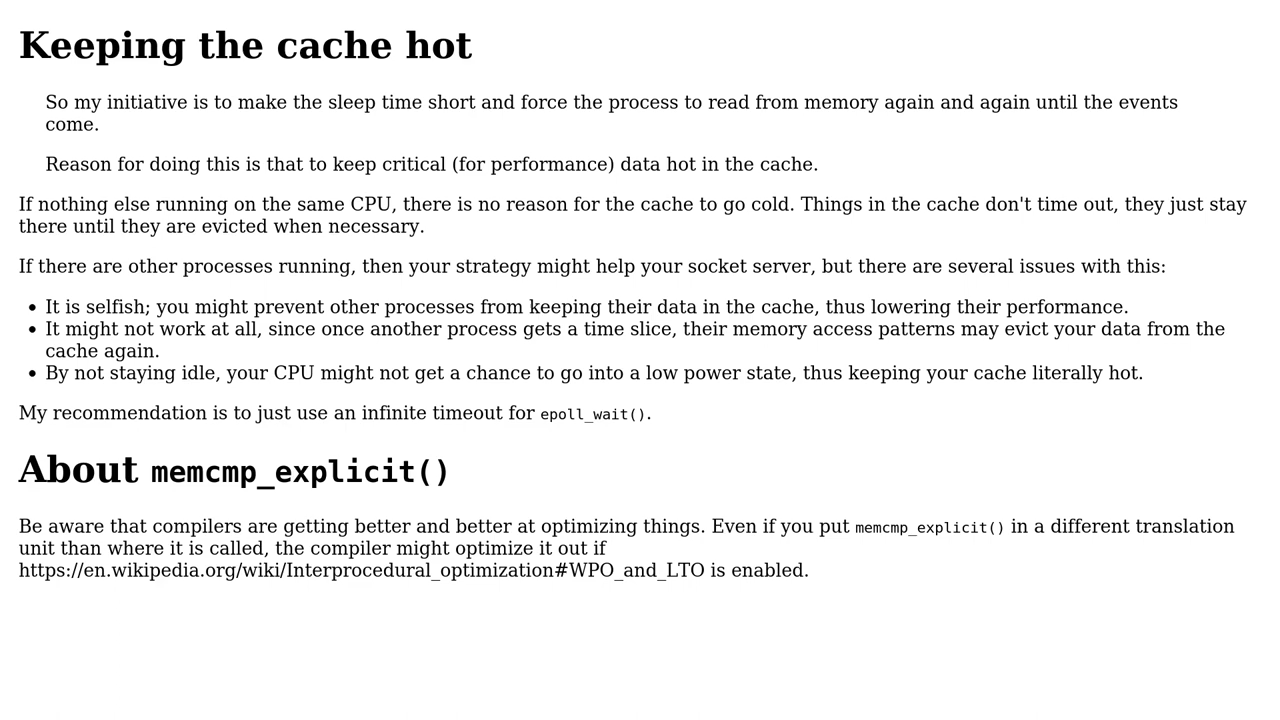 Keeping the cache hot
So my initiative is to make the sleep time short and force the process to read from memory again and again until the events
come.
Reason for doing this is that to keep critical (for performance) data hot in the cache.
If nothing else running on the same CPU, there is no reason for the cache to go cold. Things in the cache don't time out, they just stay
there until they are evicted when necessary.
If there are other processes running, then your strategy might help your socket server, but there are several issues with this:
• It is selfish; you might prevent other processes from keeping their data in the cache, thus lowering their performance.
• It might not work at all, since once another process gets a time slice, their memory access patterns may evict your data from the
cache again.
• By not staying idle, your CPU might not get a chance to go into a low power state, thus keeping your cache literally hot.
My recommendation is to just use an infinite timeout for epoll_wait().
About memcmp_explicit()
Be aware that compilers are getting better and better at optimizing things. Even if you put memcmp_explicit() in a different translation
unit than where it is called, the compiler might optimize it out if
https://en.wikipedia.org/wiki/Interprocedural_optimization#WPO_and_LTO is enabled.